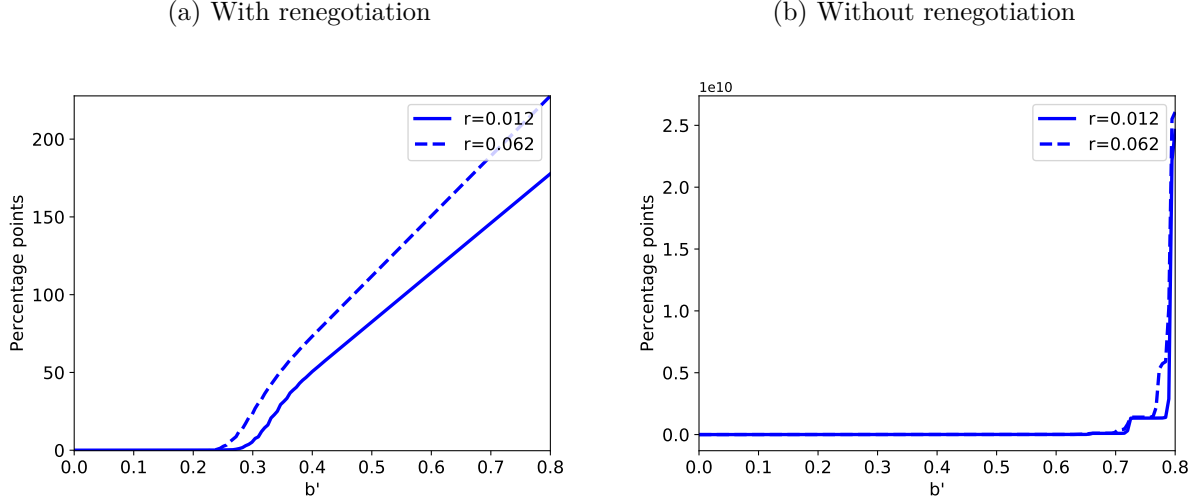 (a) With renegotiation
200
150
100
50
0
0.0 0.1 0.2 0.3 0.4 0.5 0.6 0.7 0.8
b'
Percentage points
r=0.012
r=0.062
(b) Without renegotiation
1e10
2.5
2.0
1.5
1.0
0.5
0.0
0.0 0.1 0.2 0.3 0.4 0.5 0.6 0.7 0.8
b'
Percentage points
r=0.012
r=0.062